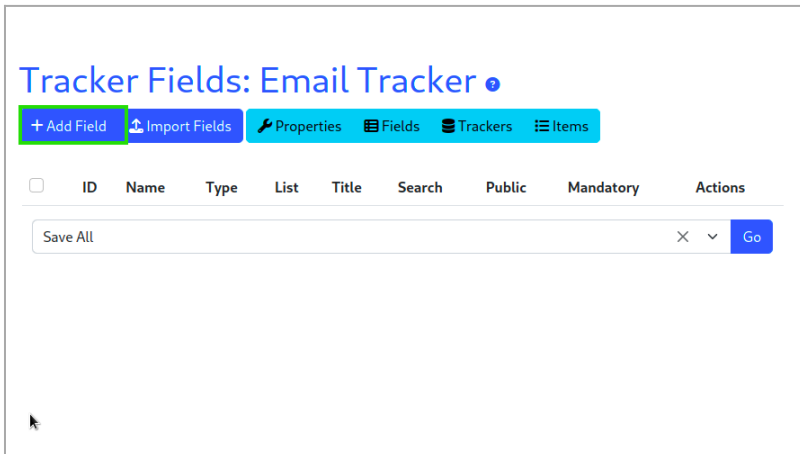 Tracker Fields: Email Tracker ?
+ Add Field Import Fields Properties Fields Trackers Items
ID Name Type List Title Search Public Mandatory Actions
Save All Go